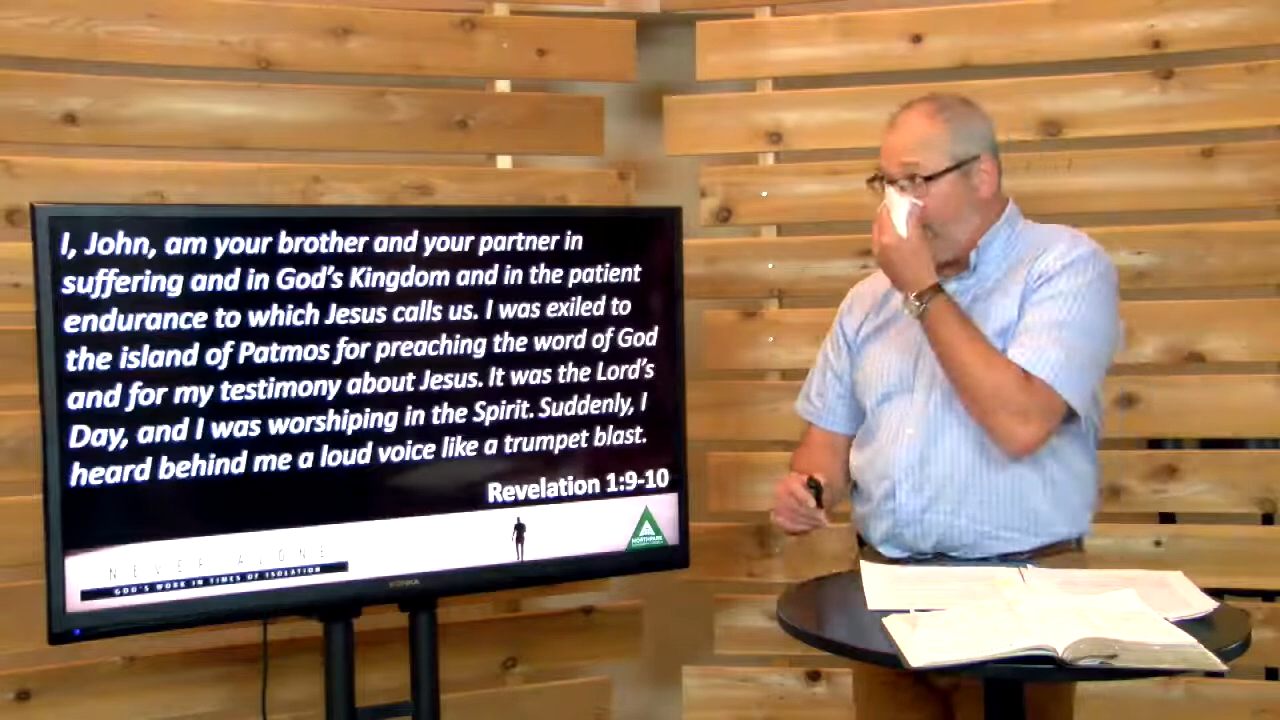 I, John, am your brother and your partner in
suffering and in God's Kingdom and in the patient
endurance to which Jesus calls us. I was exiled to
the island of Patmos for preaching the word of God
and for my testimony about Jesus. It was the Lord's
Day, and I was worshiping in the Spirit. Suddenly, I
heard behind me a loud voice like a trumpet blast.
Revelation 1:9-10
NEVER ALONE
GOD'S WORK IN TIMES OF ISOLATION
NORTHPARK